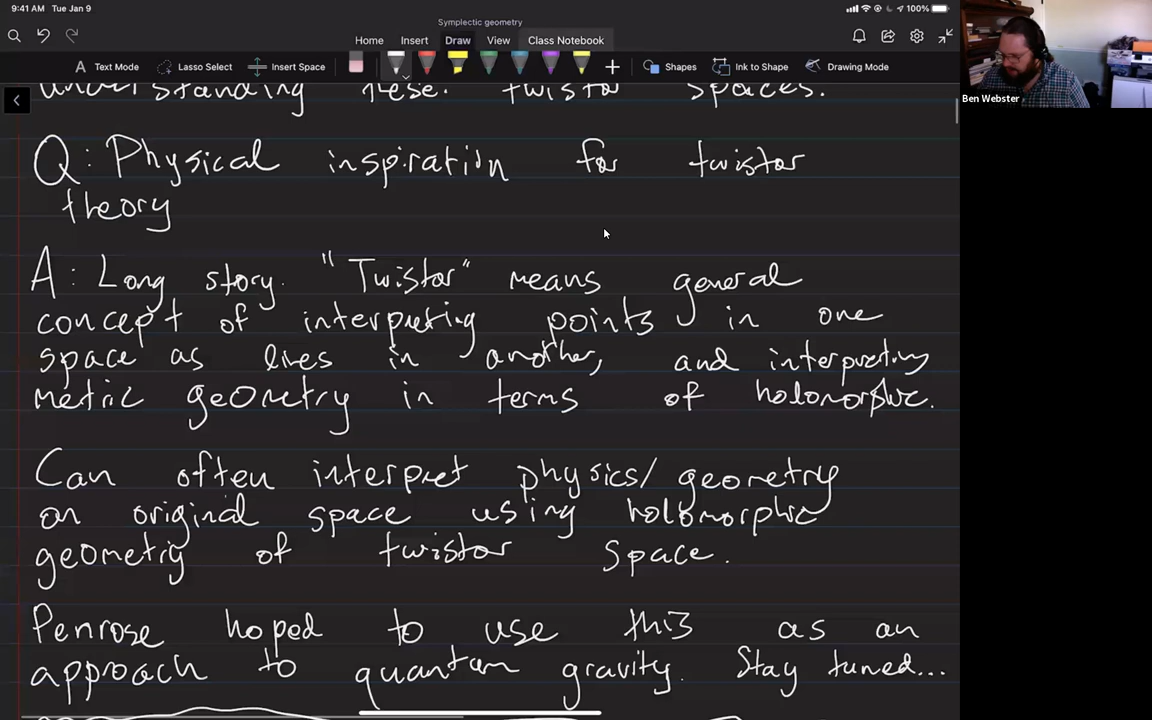 9:41 AM Tue Jan 9
100%
Symplectic geometry
Home Insert Draw View Class Notebook
Text Mode Lasso Select Insert Space Shapes Ink to Shape Drawing Mode
Ben Webster
understanding these. twistor spaces.
Q: Physical inspiration for twistor
theory
A: Long story. "Twistor" means general
concept of interpreting points in one
space as lives in another, and interpreting
metric geometry in terms of holomorphic.
Can often interpret physics/geometry
on original space using holomorphic
geometry of twistor space.
Penrose hoped to use this as an
approach to quantum gravity. Stay tuned...